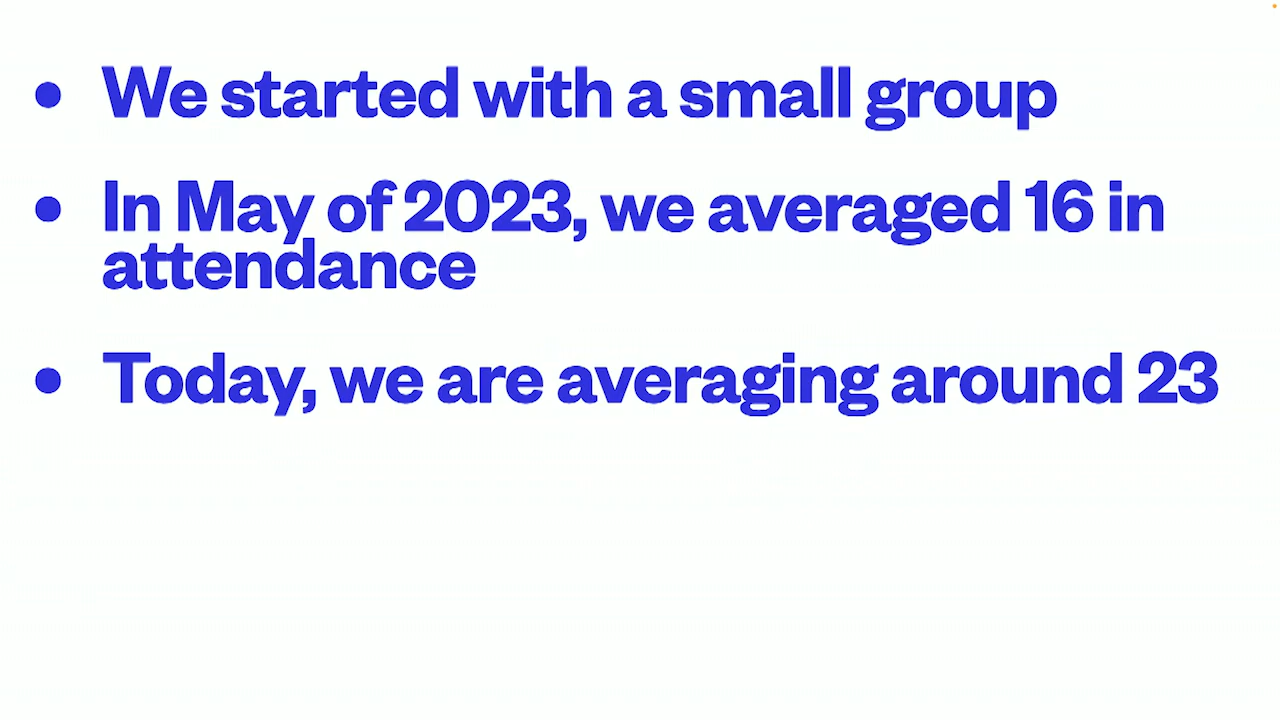 • We started with a small group
• In May of 2023, we averaged 16 in
attendance
• Today, we are averaging around 23